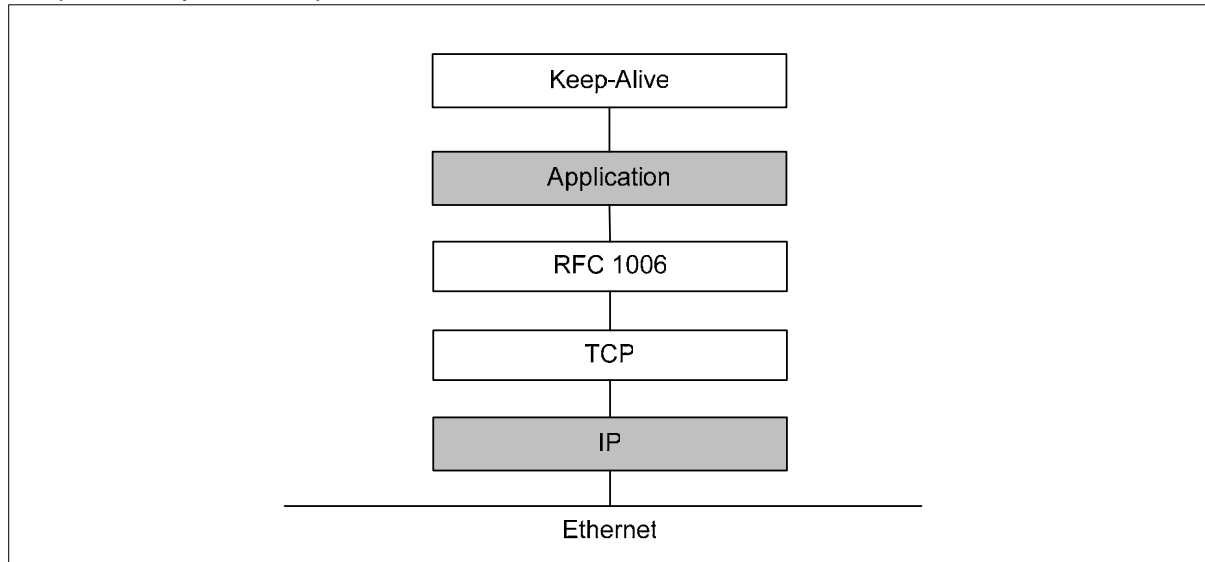 Keep-Alive
Application
RFC 1006
TCP
IP
Ethernet